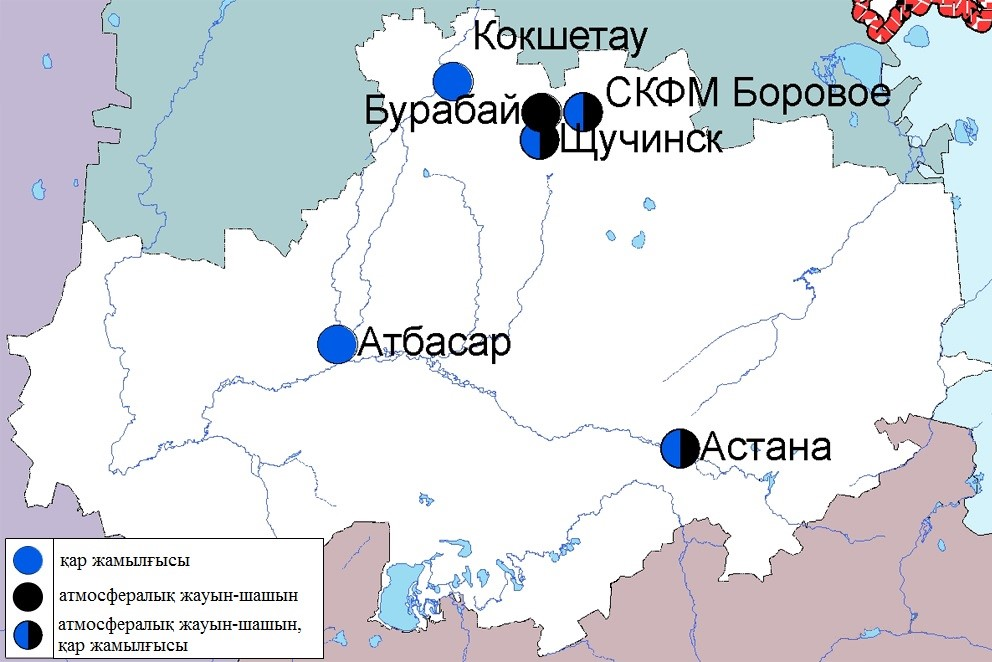 Кокшетау
СКФМ Боровое
Бурабай
Щучинск
Атбасар
Астана
қар жамылғысы
атмосфералық жауын-шашын
атмосфералық жауын-шашын,
қар жамылғысы